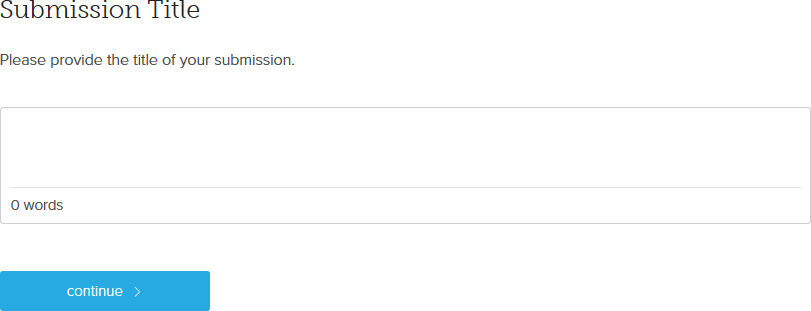 Submission Title
Please provide the title of your submission.
0 words
continue